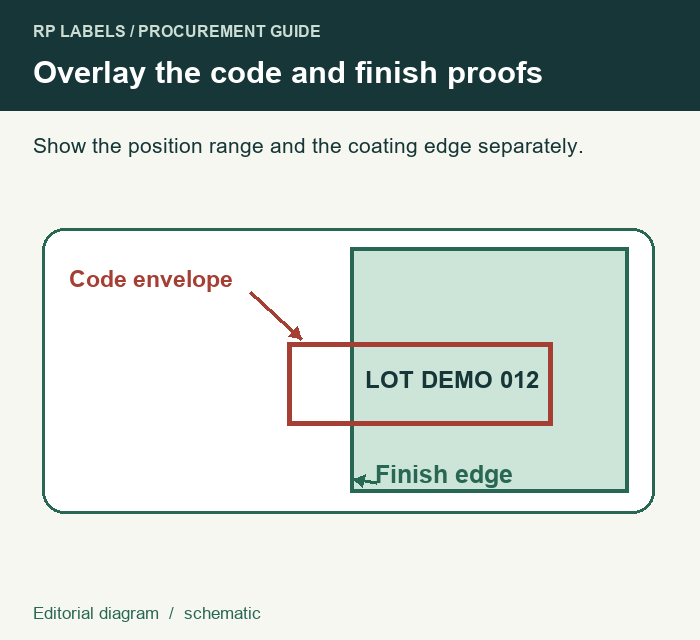 RP LABELS / PROCUREMENT GUIDE
Overlay the code and finish proofs
Show the position range and the coating edge separately.
Code envelope
LOT DEMO 012
Finish edge
Editorial diagram / schematic